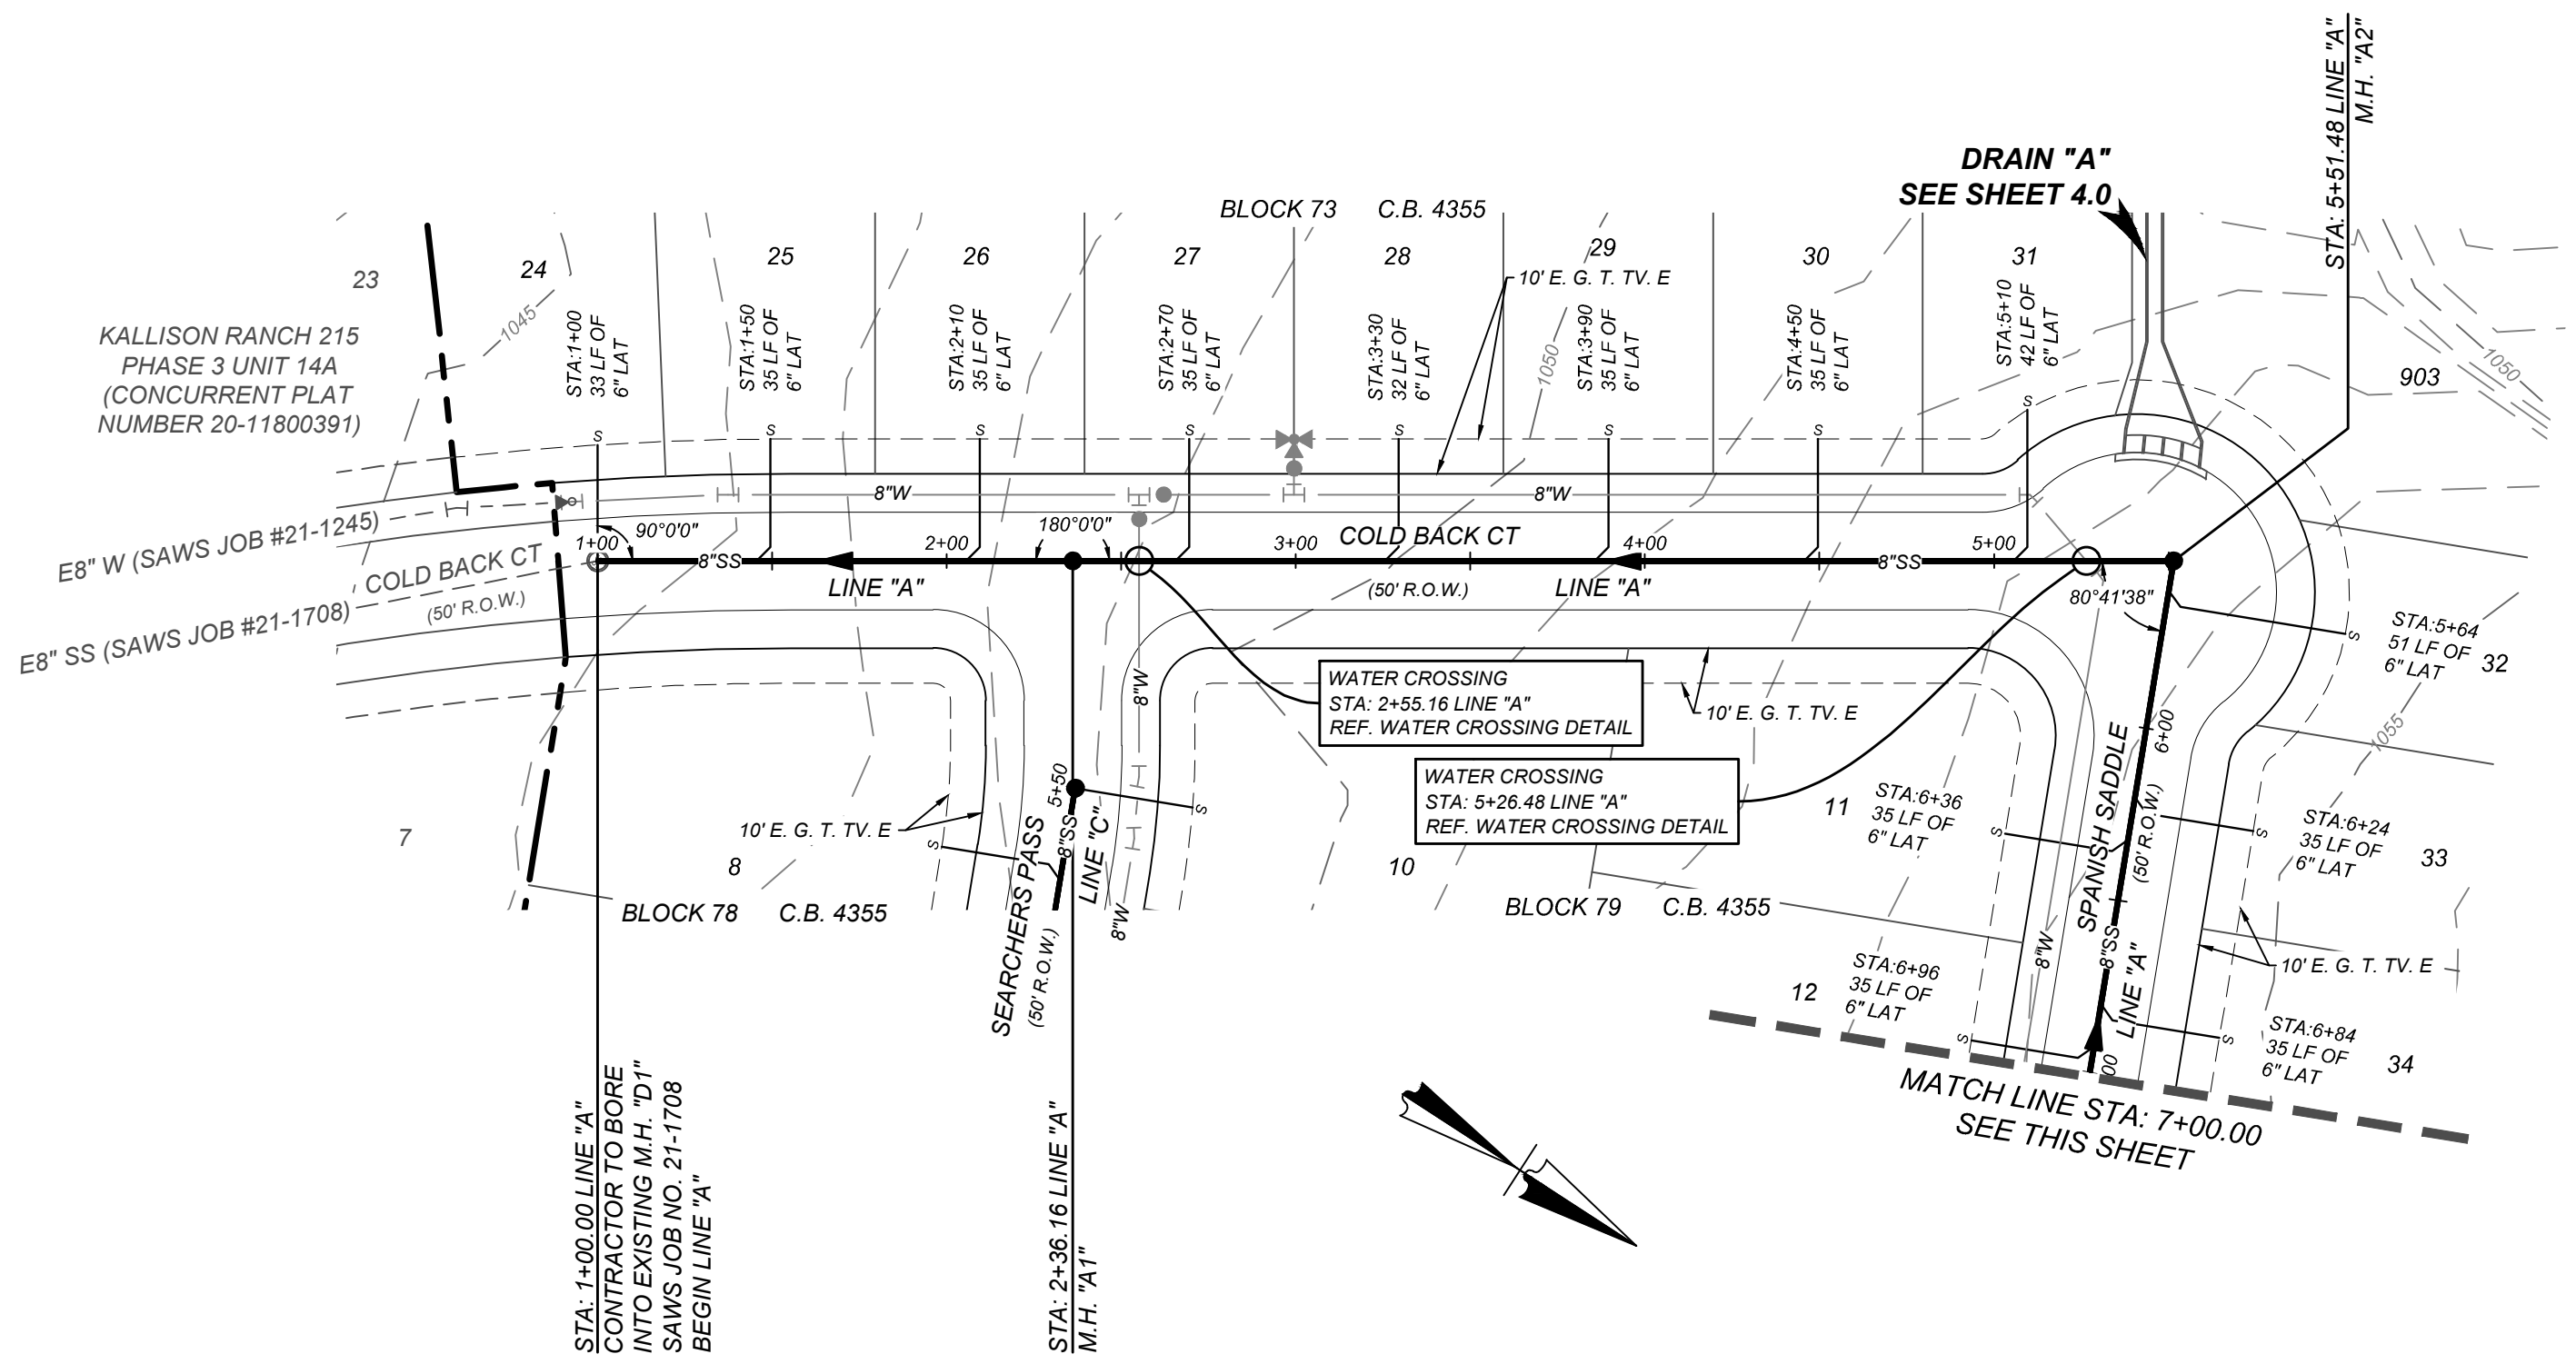 STA: 5+51.48 LINE "A"
M.H. "A2"
DRAIN "A"
SEE SHEET 4.0
BLOCK 73 C.B. 4355
23
24
25
26
27
28
29
30
31
10' E. G. T. TV. E
1045
1050
1050
903
KALLISON RANCH 215
PHASE 3 UNIT 14A
(CONCURRENT PLAT
NUMBER 20-11800391)
STA:1+00
33 LF OF
6" LAT
STA:1+50
35 LF OF
6" LAT
STA:2+10
35 LF OF
6" LAT
STA:2+70
35 LF OF
6" LAT
STA:3+30
32 LF OF
6" LAT
STA:3+90
35 LF OF
6" LAT
STA:4+50
35 LF OF
6" LAT
STA:5+10
42 LF OF
6" LAT
S
S
S
S
S
S
S
S
8"W
8"W
E8" W (SAWS JOB #21-1245)
COLD BACK CT
(50' R.O.W.)
E8" SS (SAWS JOB #21-1708)
90°0'0"
180°0'0"
COLD BACK CT
1+00
2+00
3+00
4+00
5+00
8"SS
8"SS
LINE "A"
(50' R.O.W.)
LINE "A"
80°41'38"
WATER CROSSING
STA: 2+55.16 LINE "A"
REF. WATER CROSSING DETAIL
WATER CROSSING
STA: 5+26.48 LINE "A"
REF. WATER CROSSING DETAIL
10' E. G. T. TV. E
STA:5+64
51 LF OF
6" LAT
32
S
1055
6+00
SPANISH SADDLE
(50' R.O.W.)
8"W
5+50
8"SS
LINE "C"
S
S
10' E. G. T. TV. E
SEARCHERS PASS
(50' R.O.W.)
8"W
7
8
BLOCK 78 C.B. 4355
10
11
BLOCK 79 C.B. 4355
STA:6+36
35 LF OF
6" LAT
S
S
STA:6+24
35 LF OF
6" LAT
33
8"W
8"SS
LINE "A"
10' E. G. T. TV. E
12
STA:6+96
35 LF OF
6" LAT
S
S
STA:6+84
35 LF OF
6" LAT
34
00
MATCH LINE STA: 7+00.00
SEE THIS SHEET
STA: 1+00.00 LINE "A"
CONTRACTOR TO BORE
INTO EXISTING M.H. "D1"
SAWS JOB NO. 21-1708
BEGIN LINE "A"
STA: 2+36.16 LINE "A"
M.H. "A1"